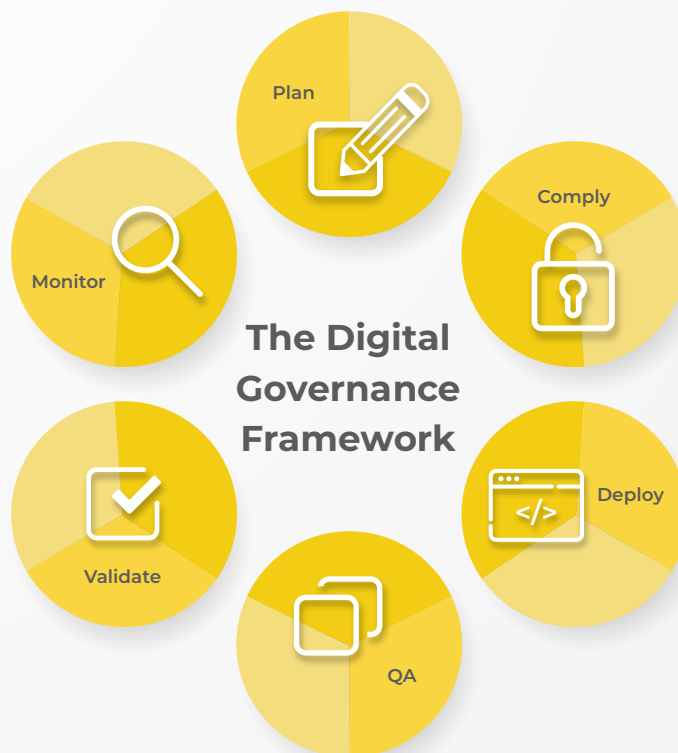 Plan
Comply
Monitor
The Digital
Governance
Framework
Deploy
</>
Validate
QA